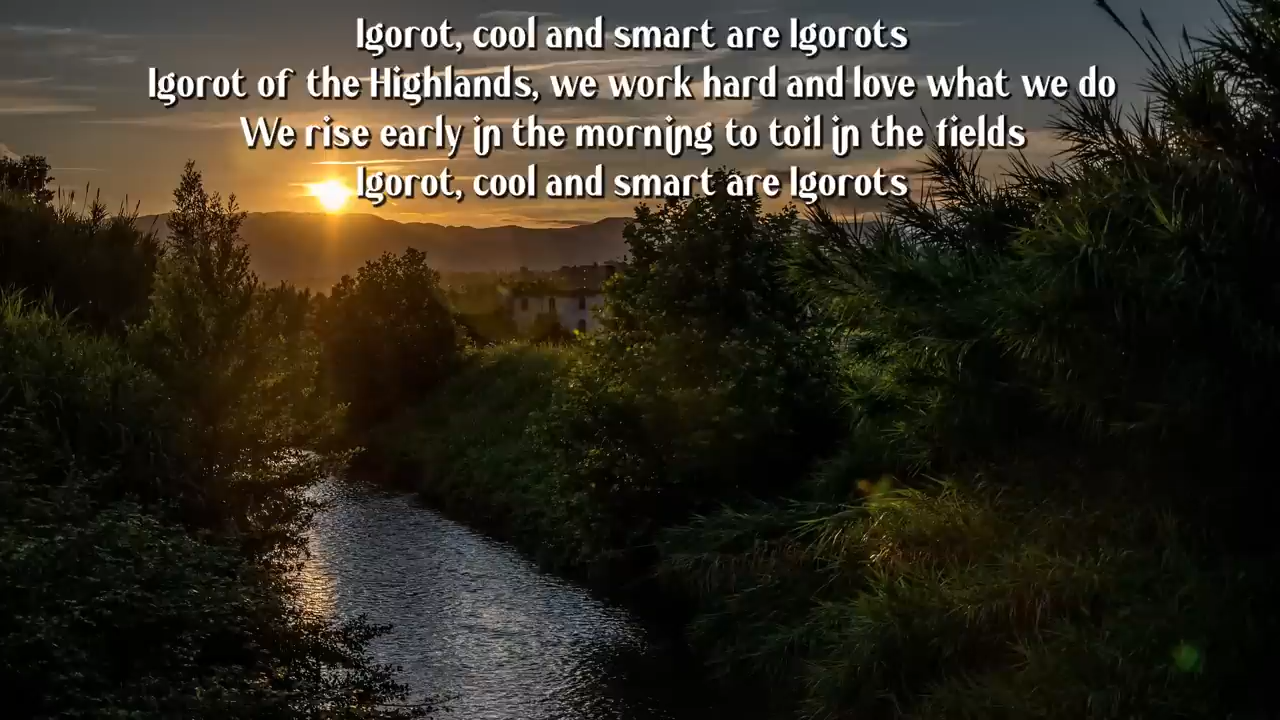 Igorot, cool and smart are Igorots
Igorot of the Highlands, we work hard and love what we do
We rise early in the morning to toil in the fields
Igorot, cool and smart are Igorots